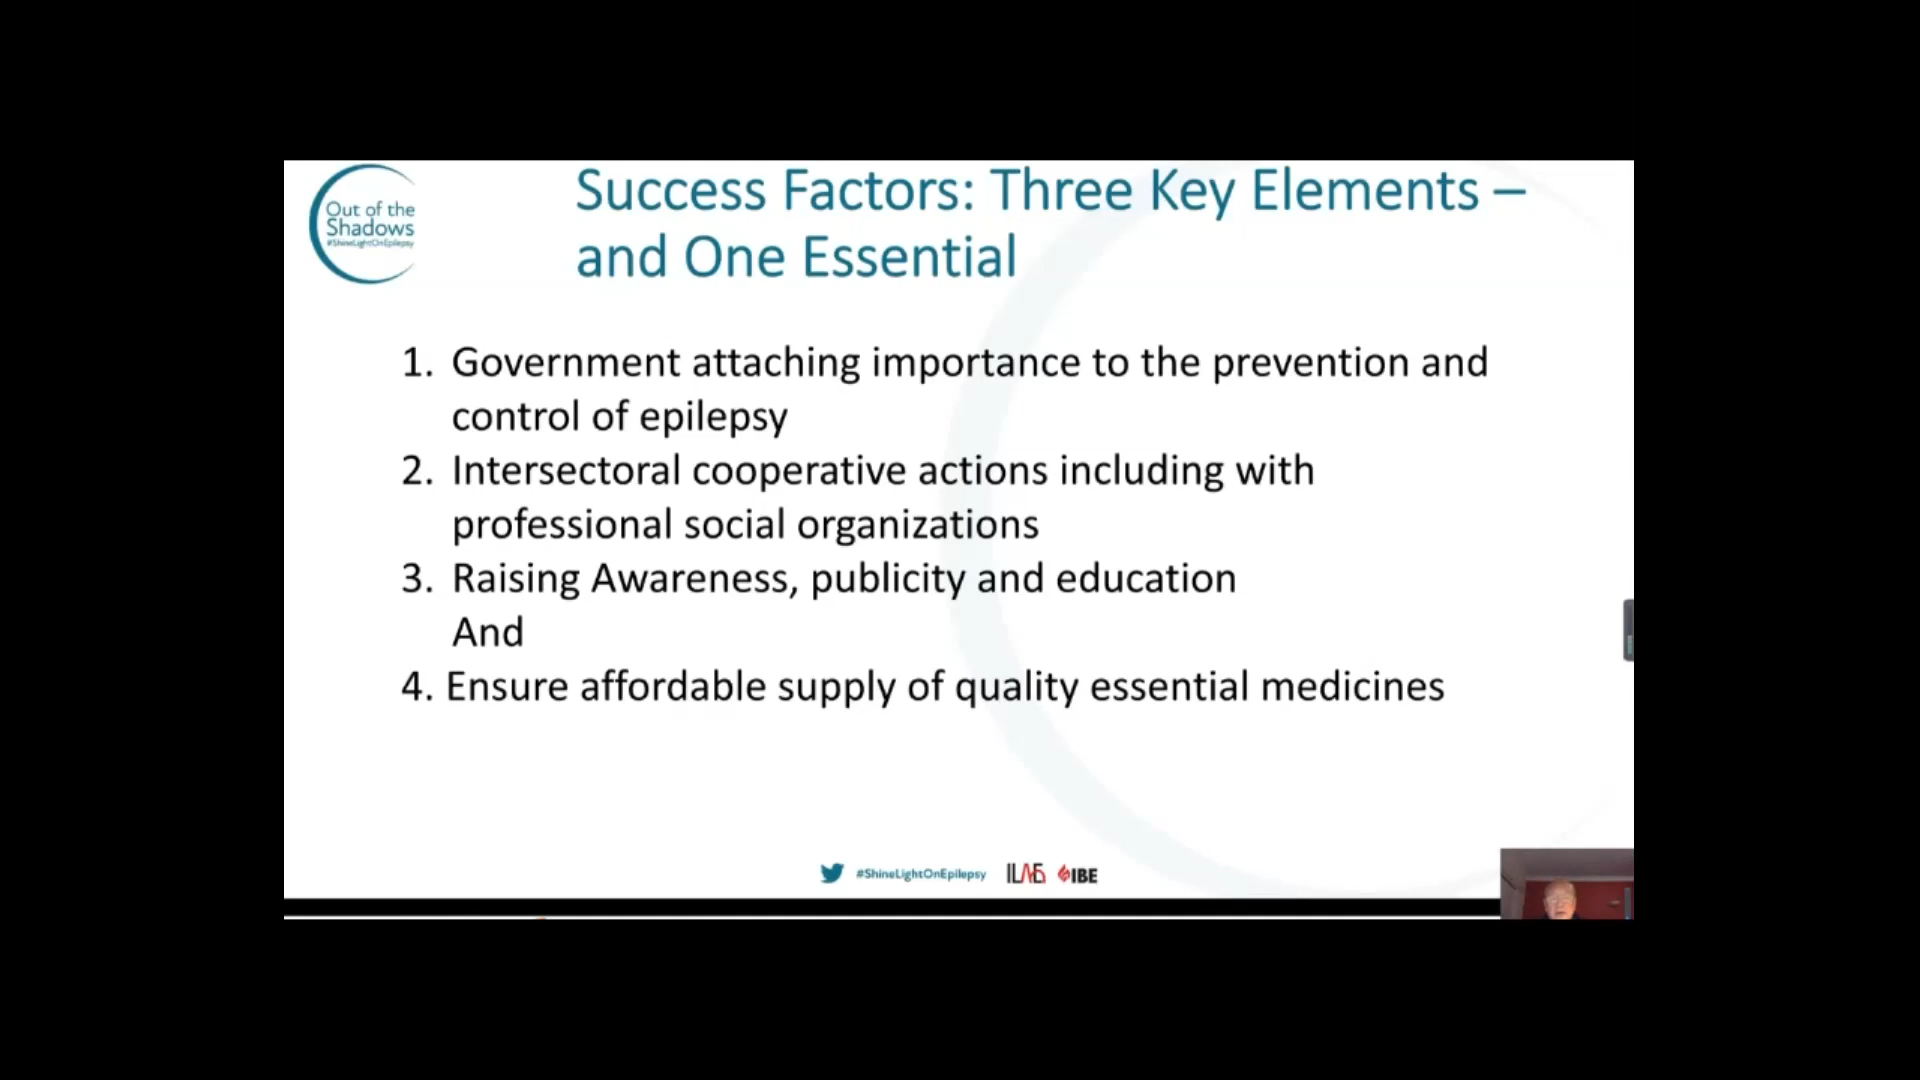 Out of the
Shadows
#ShineLightOnEpilepsy
Success Factors: Three Key Elements –
and One Essential
1. Government attaching importance to the prevention and
control of epilepsy
2. Intersectoral cooperative actions including with
professional social organizations
3. Raising Awareness, publicity and education
And
4. Ensure affordable supply of quality essential medicines
#ShineLightOnEpilepsy ILAE IBE